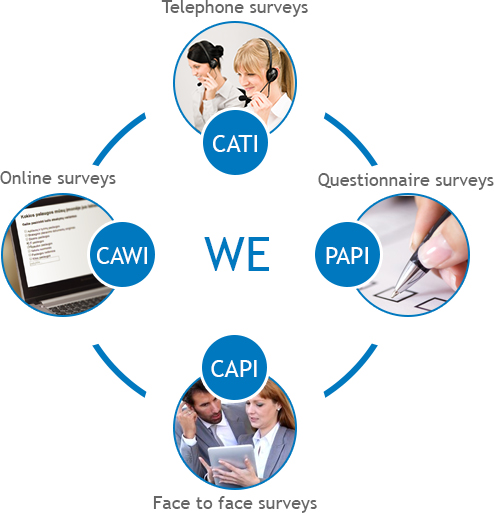 Telephone surveys
CATI
Online surveys
Questionnaire surveys
CAWI
WE
PAPI
CAPI
Face to face surveys